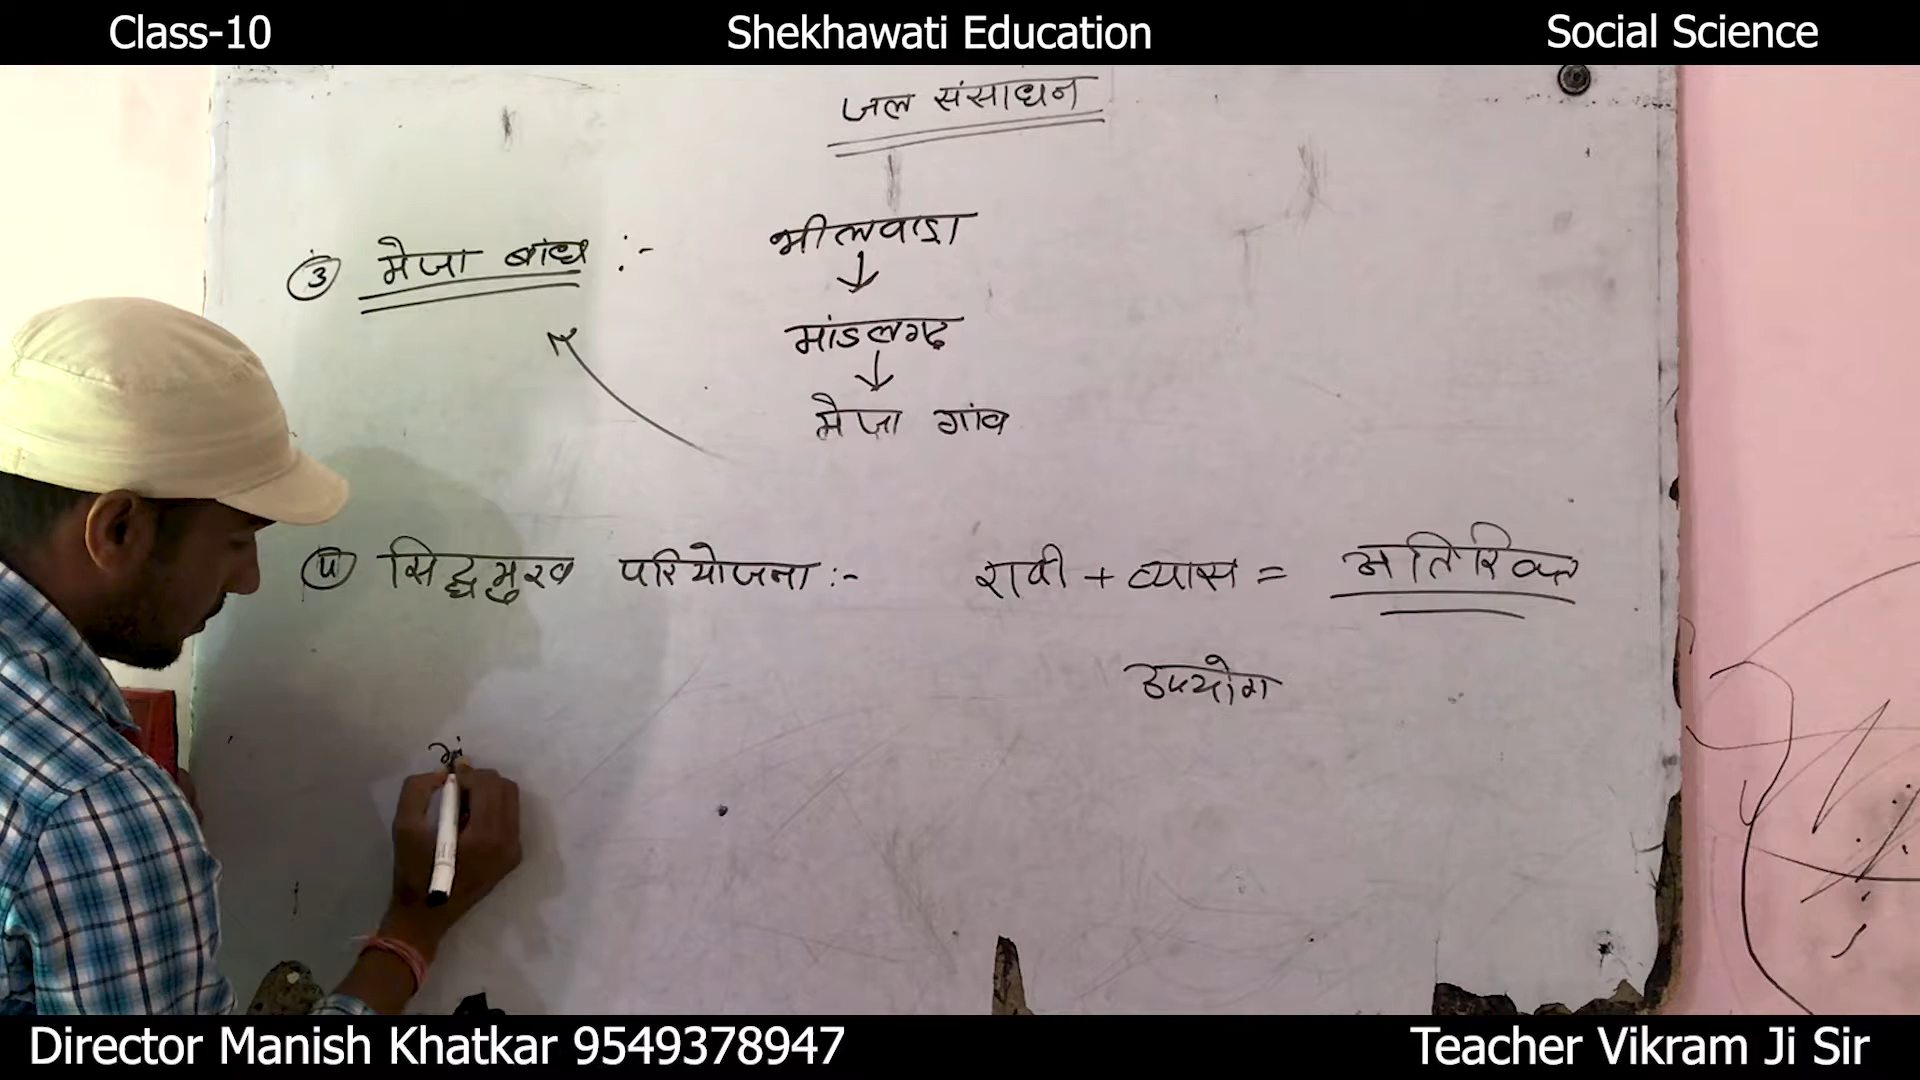 Class-10 Shekhawati Education Social Science
जल संसाधन
③ मैजा बांध :- भीलवाडा
↓
मांडलगढ
↓
मैजा गांव
④ सिद्धमुख परियोजना :- रावी + व्यास = अतिरिक्त
उपयोग
Director Manish Khatkar 9549378947 Teacher Vikram Ji Sir